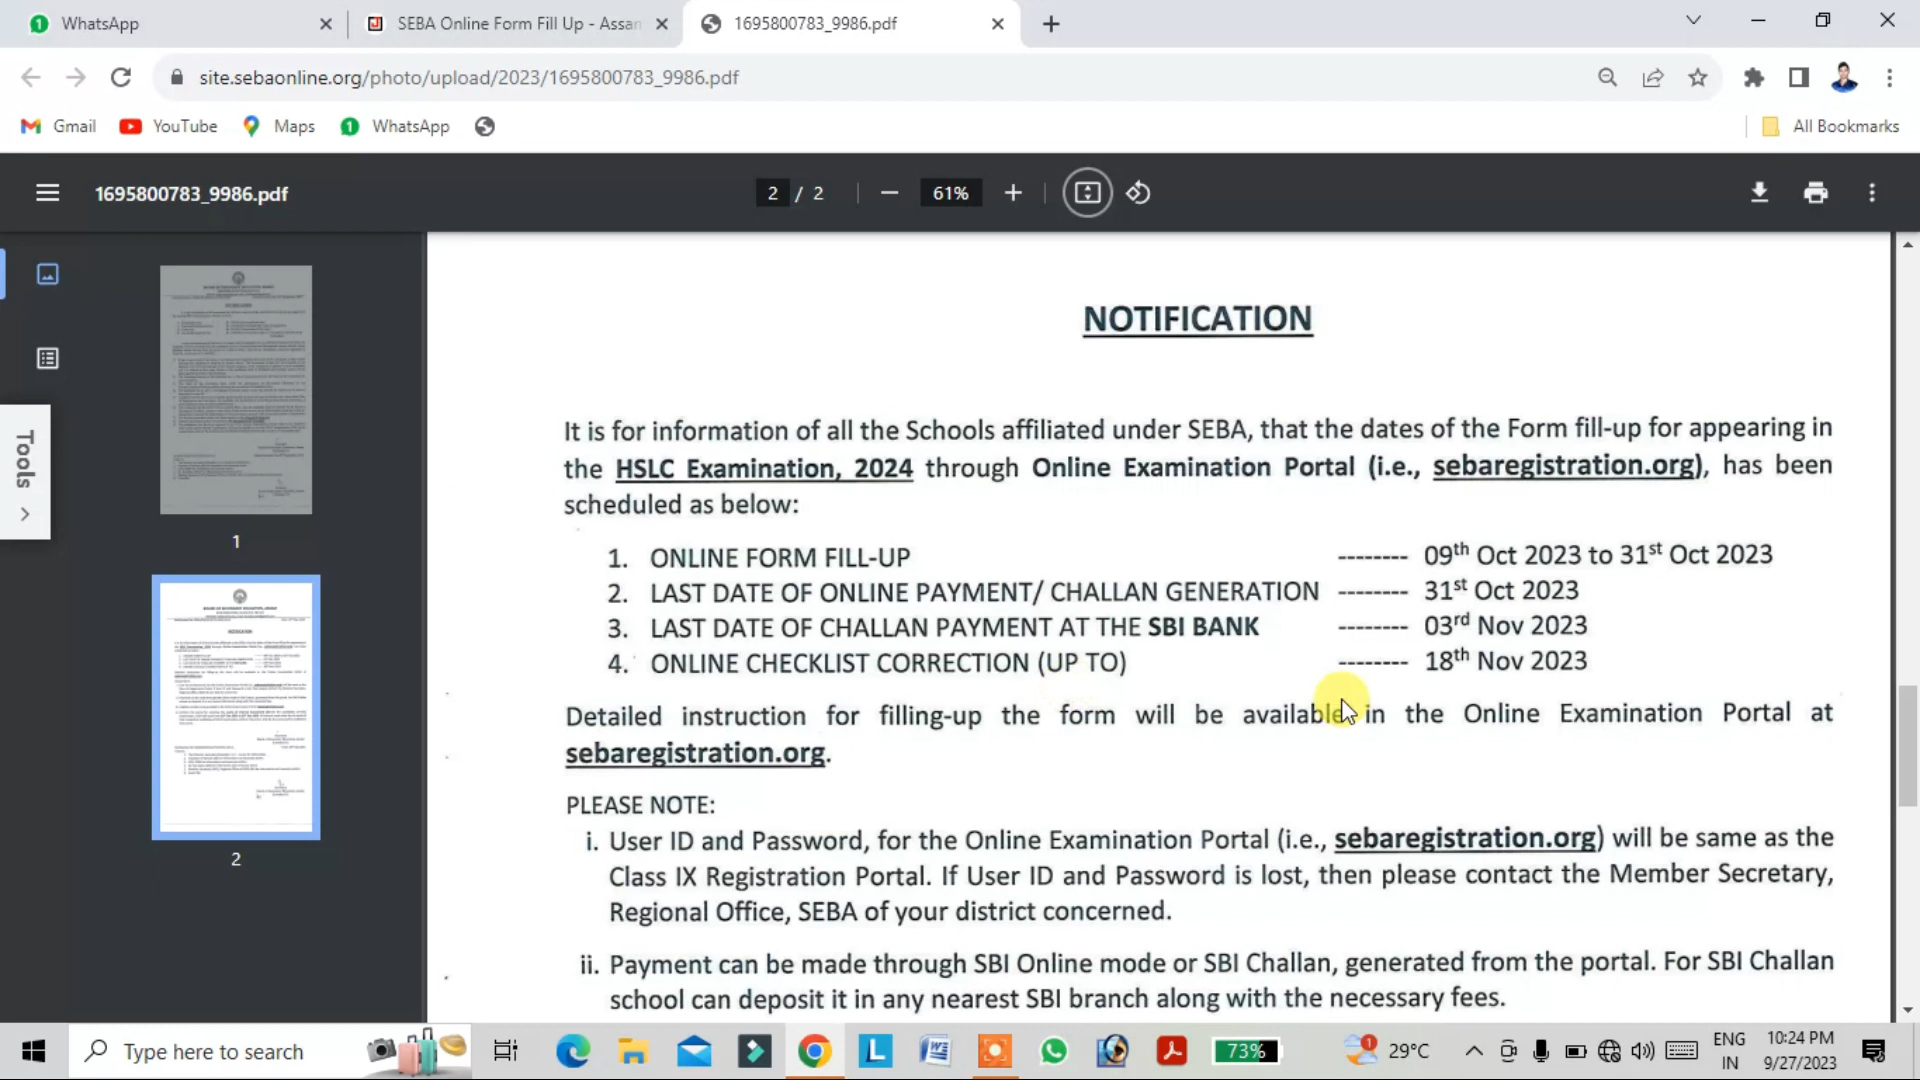 WhatsApp
SEBA Online Form Fill Up - Assan
1695800783_9986.pdf
site.sebaonline.org/photo/upload/2023/1695800783_9986.pdf
Gmail
YouTube
Maps
WhatsApp
All Bookmarks
1695800783_9986.pdf
2 / 2
61%
Tools
1
2
NOTIFICATION
It is for information of all the Schools affiliated under SEBA, that the dates of the Form fill-up for appearing in
the HSLC Examination, 2024 through Online Examination Portal (i.e., sebaregistration.org), has been
scheduled as below:
1. ONLINE FORM FILL-UP -------- 09th Oct 2023 to 31st Oct 2023
2. LAST DATE OF ONLINE PAYMENT/ CHALLAN GENERATION -------- 31st Oct 2023
3. LAST DATE OF CHALLAN PAYMENT AT THE SBI BANK -------- 03rd Nov 2023
4. ONLINE CHECKLIST CORRECTION (UP TO) -------- 18th Nov 2023
Detailed instruction for filling-up the form will be available in the Online Examination Portal at
sebaregistration.org.
PLEASE NOTE:
i. User ID and Password, for the Online Examination Portal (i.e., sebaregistration.org) will be same as the
Class IX Registration Portal. If User ID and Password is lost, then please contact the Member Secretary,
Regional Office, SEBA of your district concerned.
ii. Payment can be made through SBI Online mode or SBI Challan, generated from the portal. For SBI Challan
school can deposit it in any nearest SBI branch along with the necessary fees.
Type here to search
73%
29°C
ENG
IN
10:24 PM
9/27/2023